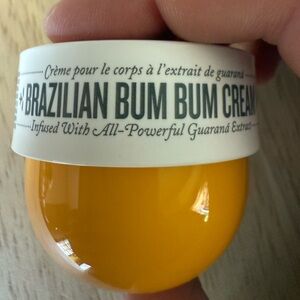 Crème pour le corps à l'extrait de guaraná
BRAZILIAN BUM BUM CREAM
Infused With All-Powerful Guaraná Extract